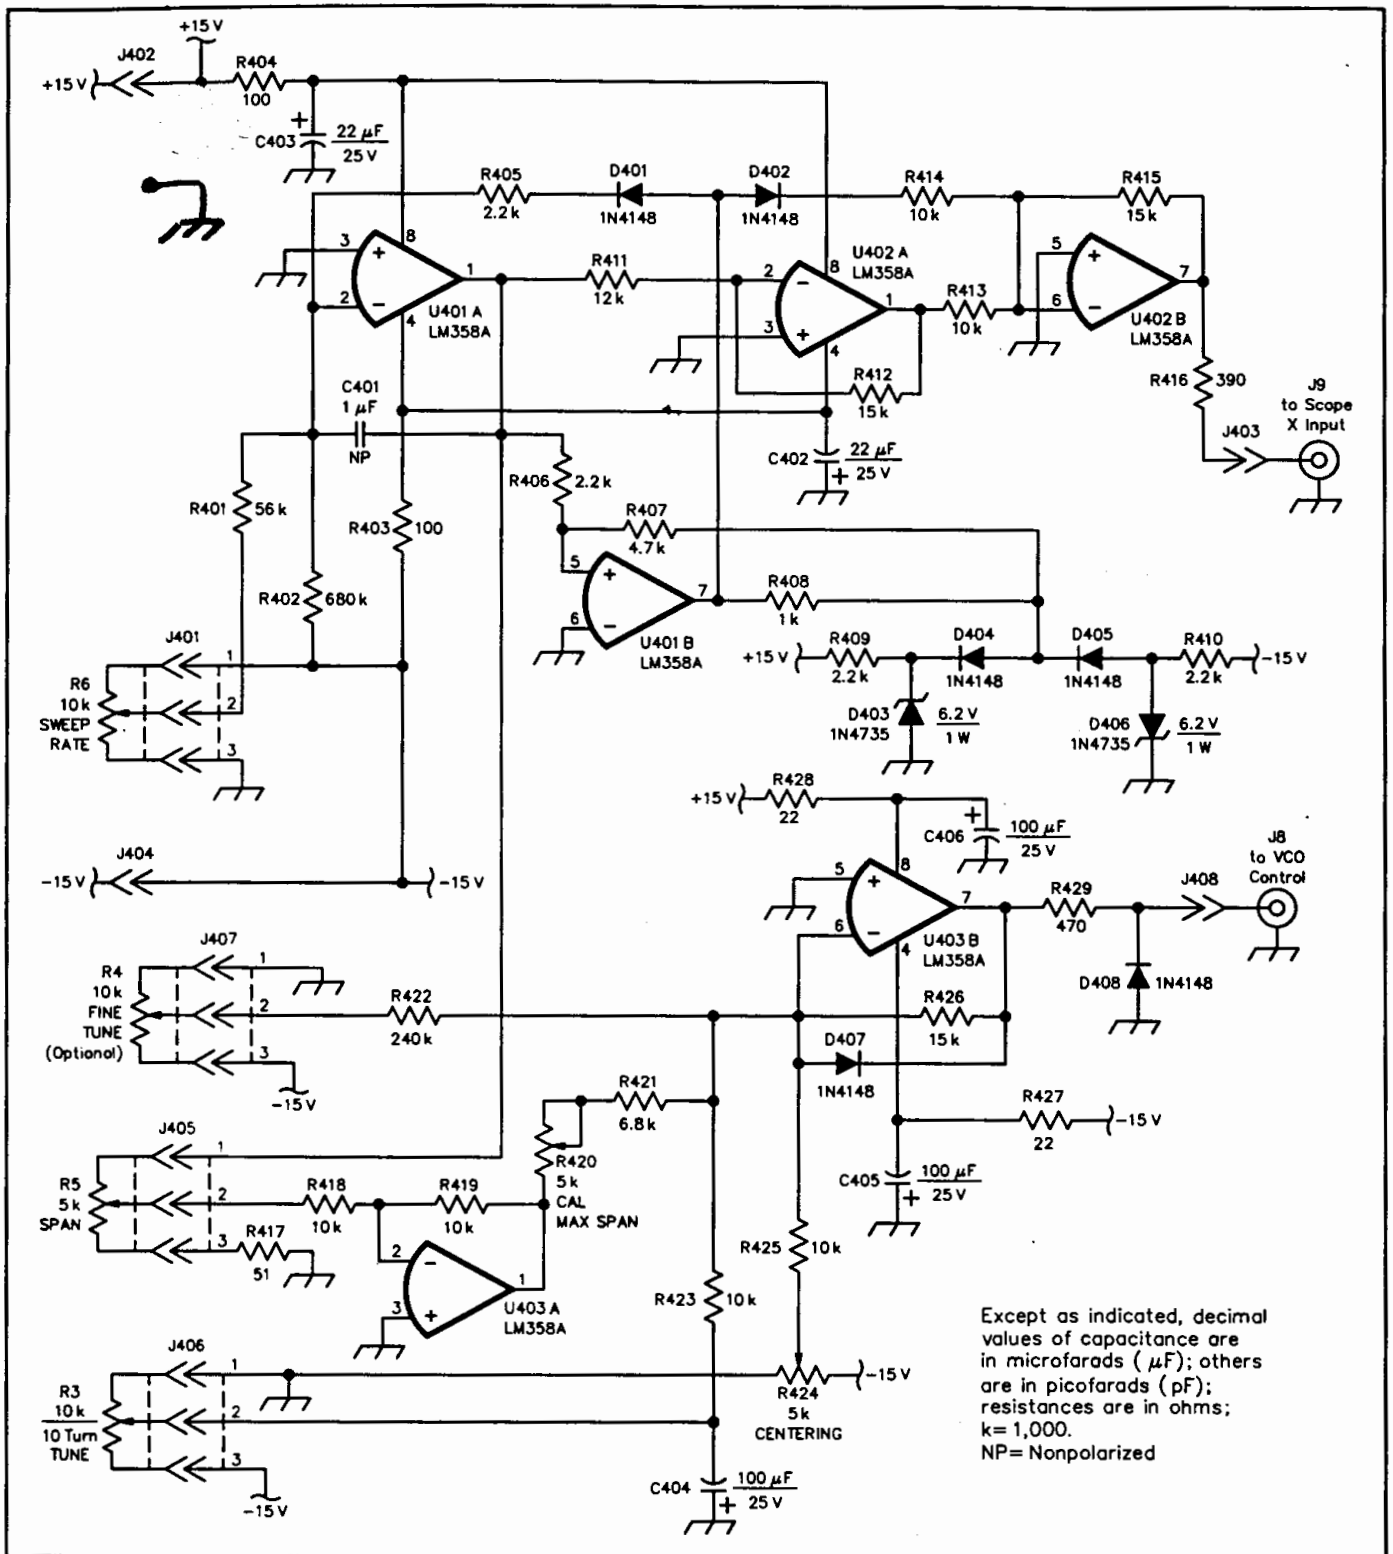 +15 V
J402
R404
+15 V
100
+
C403
22 µF
25 V
R405
2.2 k
D401
1N4148
D402
1N4148
R414
10 k
R415
15 k
3
+
8
1
2
−
4
U401 A
LM358A
R411
12 k
U402 A
LM358A
2
−
8
1
3
+
4
R413
10 k
5
+
7
6
−
U402 B
LM358A
R412
15 k
R416
390
J9
to Scope
X Input
J403
C401
1 µF
NP
C402
22 µF
25 V
+
R401
56 k
R403
100
R406
2.2 k
R407
4.7 k
R402
680 k
5
+
7
6
−
U401 B
LM358A
R408
1 k
J401
1
2
3
R6
10 k
SWEEP
RATE
+15 V
R409
2.2 k
D404
1N4148
D405
1N4148
R410
2.2 k
−15 V
D403
1N4735
6.2 V
1 W
D406
1N4735
6.2 V
1 W
+15 V
R428
22
+
C406
100 µF
25 V
J404
−15 V
−15 V
5
+
8
7
6
−
4
U403 B
LM358A
R429
470
J408
J8
to VCO
Control
D408
1N4148
J407
1
2
3
R4
10 k
FINE
TUNE
(Optional)
−15 V
R422
240 k
R426
15 k
D407
1N4148
R427
22
−15 V
C405
100 µF
25 V
+
R421
6.8 k
R420
5 k
CAL
MAX SPAN
J405
1
2
3
R5
5 k
SPAN
R418
10 k
R419
10 k
R417
51
2
−
1
3
+
U403 A
LM358A
R423
10 k
R425
10 k
R424
5 k
CENTERING
−15 V
J406
1
2
3
R3
10 k
10 Turn
TUNE
−15 V
C404
100 µF
25 V
+
Except as indicated, decimal
values of capacitance are
in microfarads ( µF); others
are in picofarads ( pF);
resistances are in ohms;
k= 1,000.
NP= Nonpolarized